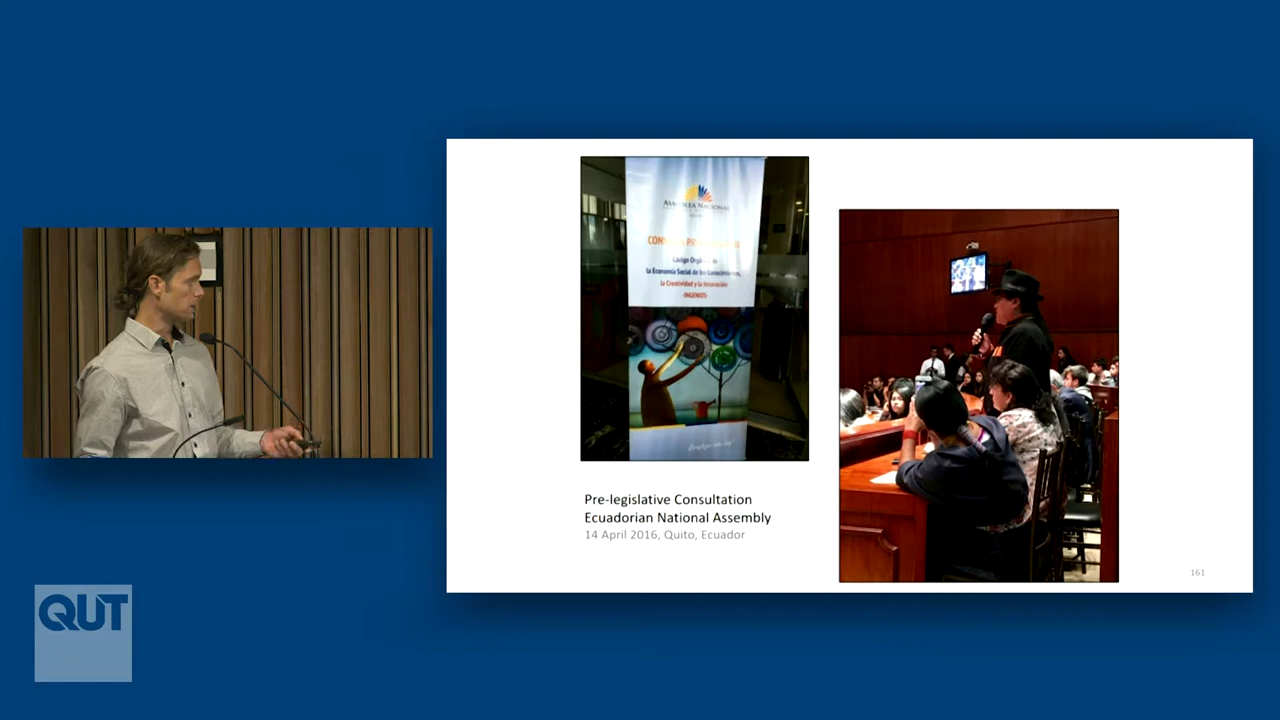 QUT
ASAMBLEA NACIONAL
Código Orgánico de
la Economía Social de los Conocimientos,
la Creatividad y la Innovación
-INGENIOS-
Pre-legislative Consultation
Ecuadorian National Assembly
14 April 2016, Quito, Ecuador
161